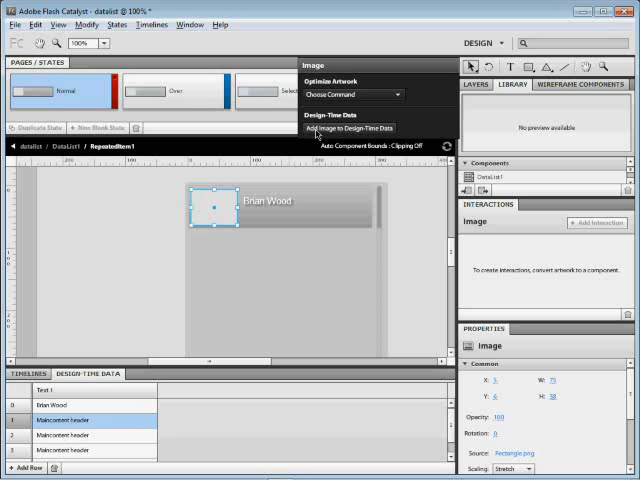 Adobe Flash Catalyst - datalist @ 100% *
File Edit View Modify States Timelines Window Help
Fc 100% DESIGN
PAGES / STATES
Normal Over Select
Duplicate State + New Blank State
Image
Optimize Artwork
Choose Command
Design-Time Data
Add Image to Design-Time Data
Auto Component Bounds : Clipping Off
datalist / DataList1 / RepeatedItem1
Brian Wood
LAYERS LIBRARY WIREFRAME COMPONENTS
No preview available
Components
DataList1
INTERACTIONS
Image + Add Interaction
To create interactions, convert artwork to a component.
PROPERTIES
Image
Common
X: 5 W: 75
Y: 6 H: 58
Opacity: 100
Rotation: 0
Source: Rectangle.png
Scaling: Stretch
TIMELINES DESIGN-TIME DATA
Text 1
0 Brian Wood
1 Maincontent header
2 Maincontent header
3 Maincontent header
+ Add Row